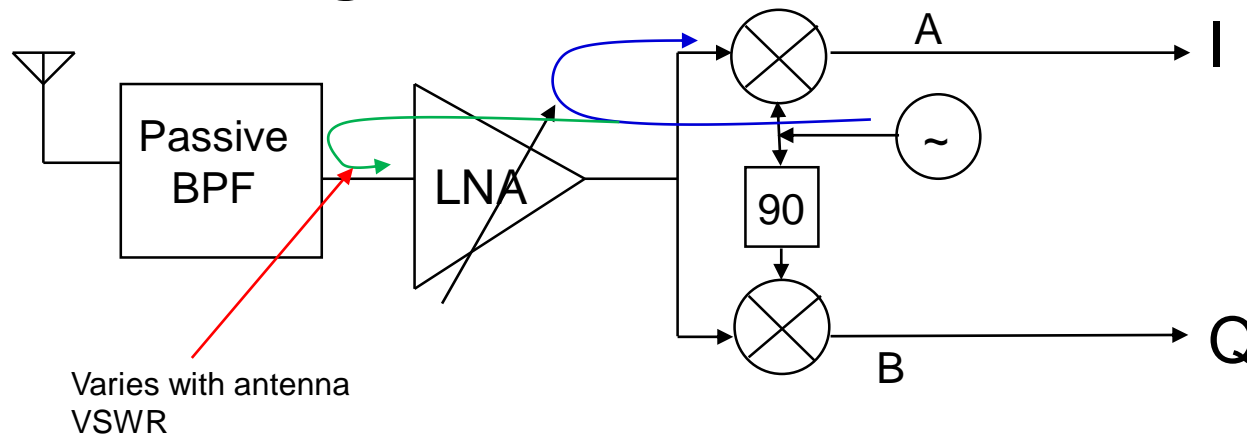 A
I
Passive
BPF
LNA
~
90
Q
B
Varies with antenna
VSWR